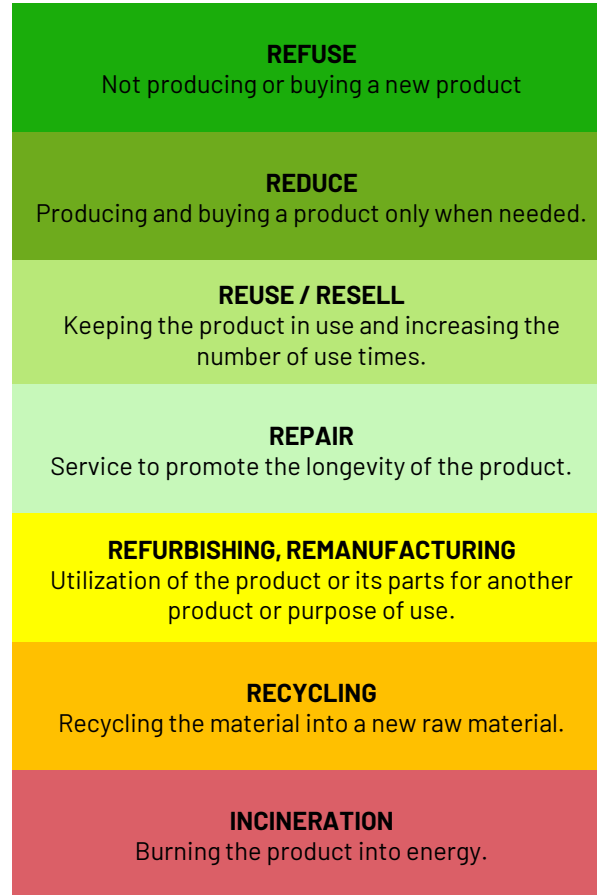 REFUSE
Not producing or buying a new product
REDUCE
Producing and buying a product only when needed.
REUSE / RESELL
Keeping the product in use and increasing the
number of use times.
REPAIR
Service to promote the longevity of the product.
REFURBISHING, REMANUFACTURING
Utilization of the product or its parts for another
product or purpose of use.
RECYCLING
Recycling the material into a new raw material.
INCINERATION
Burning the product into energy.